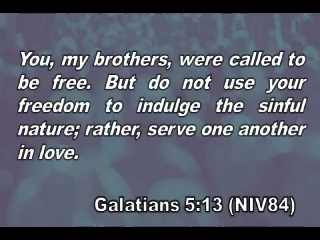 You, my brothers, were called to
be free. But do not use your
freedom to indulge the sinful
nature; rather, serve one another
in love.
Galatians 5:13 (NIV84)